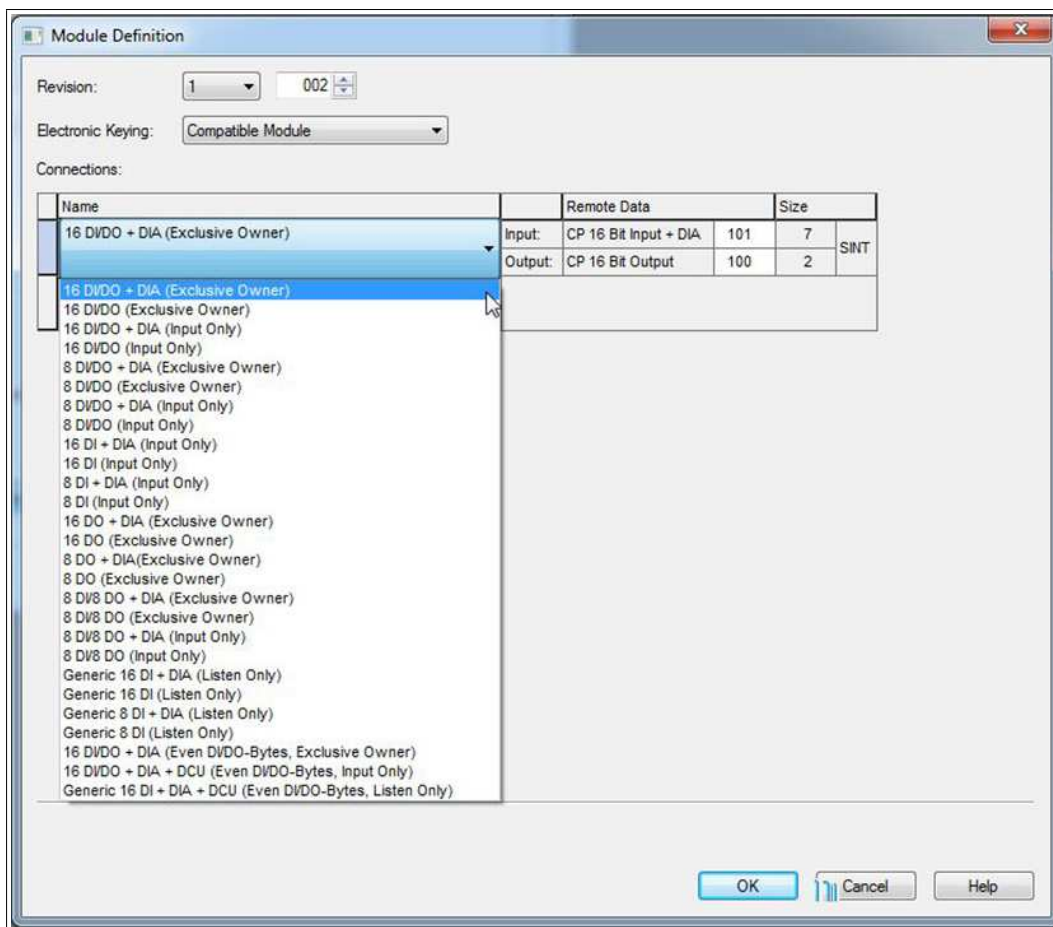 Module Definition
Revision: 1 002
Electronic Keying: Compatible Module
Connections:
Name Remote Data Size
16 DI/DO + DIA (Exclusive Owner) Input: CP 16 Bit Input + DIA 101 7 SINT
Output: CP 16 Bit Output 100 2
16 DI/DO + DIA (Exclusive Owner)
16 DI/DO (Exclusive Owner)
16 DI/DO + DIA (Input Only)
16 DI/DO (Input Only)
8 DI/DO + DIA (Exclusive Owner)
8 DI/DO (Exclusive Owner)
8 DI/DO + DIA (Input Only)
8 DI/DO (Input Only)
16 DI + DIA (Input Only)
16 DI (Input Only)
8 DI + DIA (Input Only)
8 DI (Input Only)
16 DO + DIA (Exclusive Owner)
16 DO (Exclusive Owner)
8 DO + DIA(Exclusive Owner)
8 DO (Exclusive Owner)
8 DI/8 DO + DIA (Exclusive Owner)
8 DI/8 DO (Exclusive Owner)
8 DI/8 DO + DIA (Input Only)
8 DI/8 DO (Input Only)
Generic 16 DI + DIA (Listen Only)
Generic 16 DI (Listen Only)
Generic 8 DI + DIA (Listen Only)
Generic 8 DI (Listen Only)
16 DI/DO + DIA (Even DI/DO-Bytes, Exclusive Owner)
16 DI/DO + DIA + DCU (Even DI/DO-Bytes, Input Only)
Generic 16 DI + DIA + DCU (Even DI/DO-Bytes, Listen Only)
OK Cancel Help